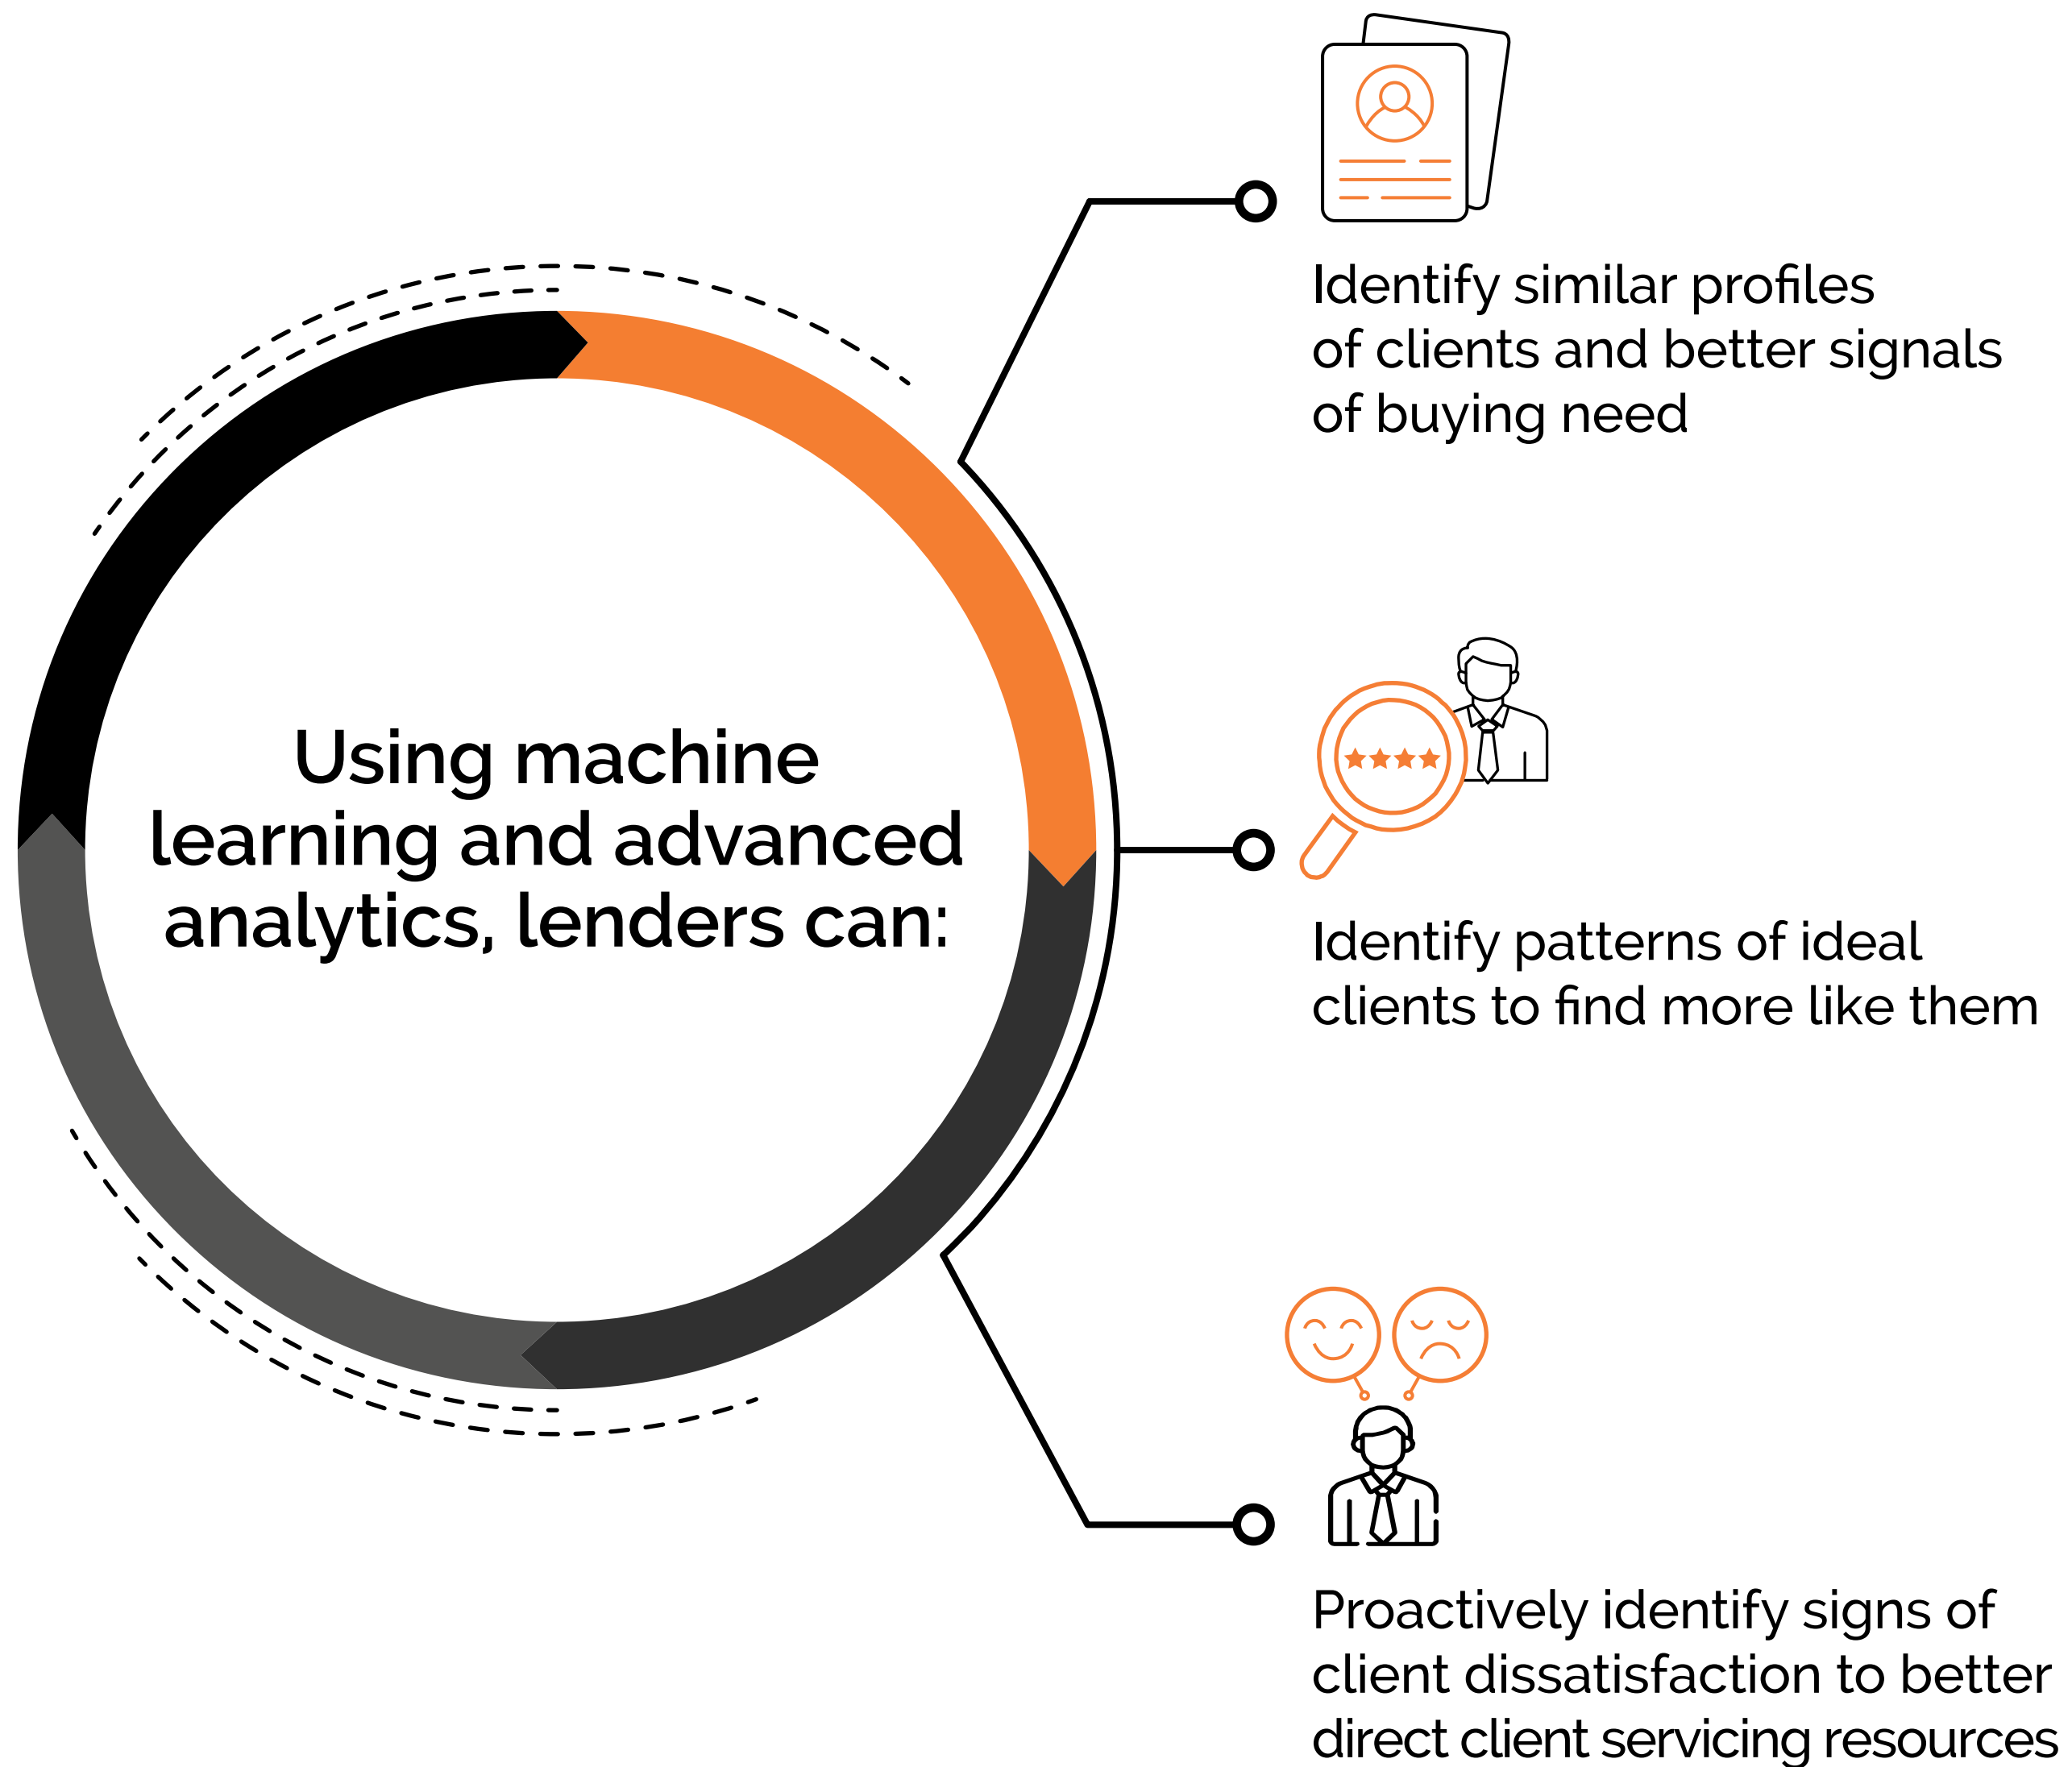 Using machine
learning and advanced
analytics, lenders can:
Identify similar profiles
of clients and better signals
of buying need
Identify patterns of ideal
clients to find more like them
Proactively identify signs of
client dissatisfaction to better
direct client servicing resources